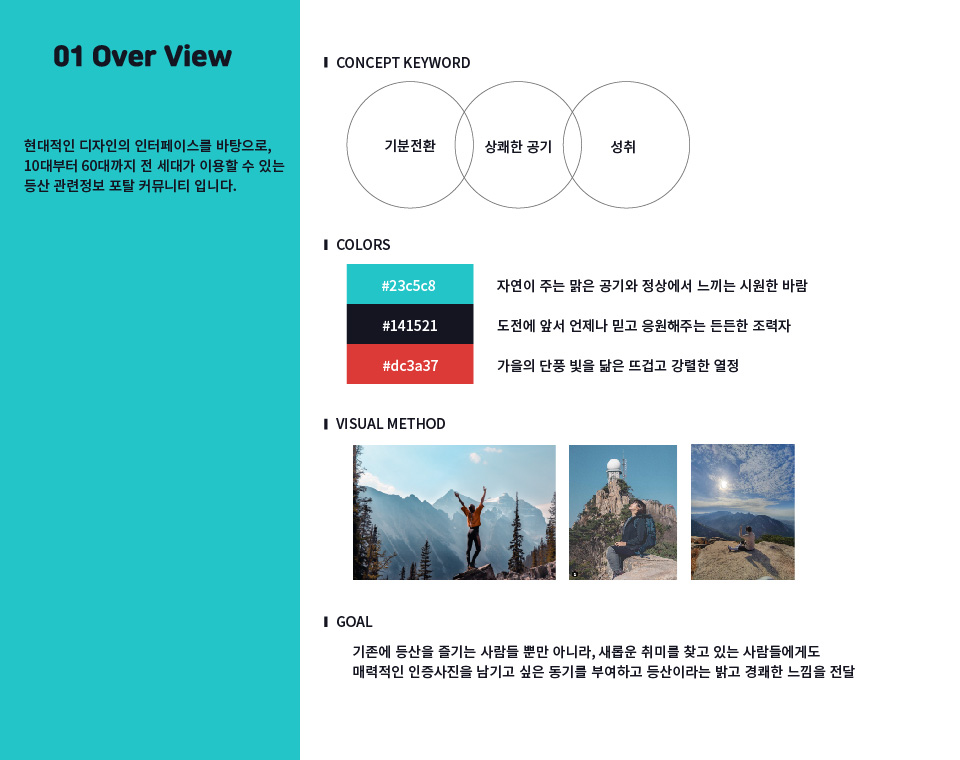 01 Over View
현대적인 디자인의 인터페이스를 바탕으로,
10대부터 60대까지 전 세대가 이용할 수 있는
등산 관련정보 포탈 커뮤니티 입니다.
CONCEPT KEYWORD
기분전환
상쾌한 공기
성취
COLORS
#23c5c8
자연이 주는 맑은 공기와 정상에서 느끼는 시원한 바람
#141521
도전에 앞서 언제나 믿고 응원해주는 든든한 조력자
#dc3a37
가을의 단풍 빛을 닮은 뜨겁고 강렬한 열정
VISUAL METHOD
GOAL
기존에 등산을 즐기는 사람들 뿐만 아니라, 새롭운 취미를 찾고 있는 사람들에게도
매력적인 인증사진을 남기고 싶은 동기를 부여하고 등산이라는 밝고 경쾌한 느낌을 전달